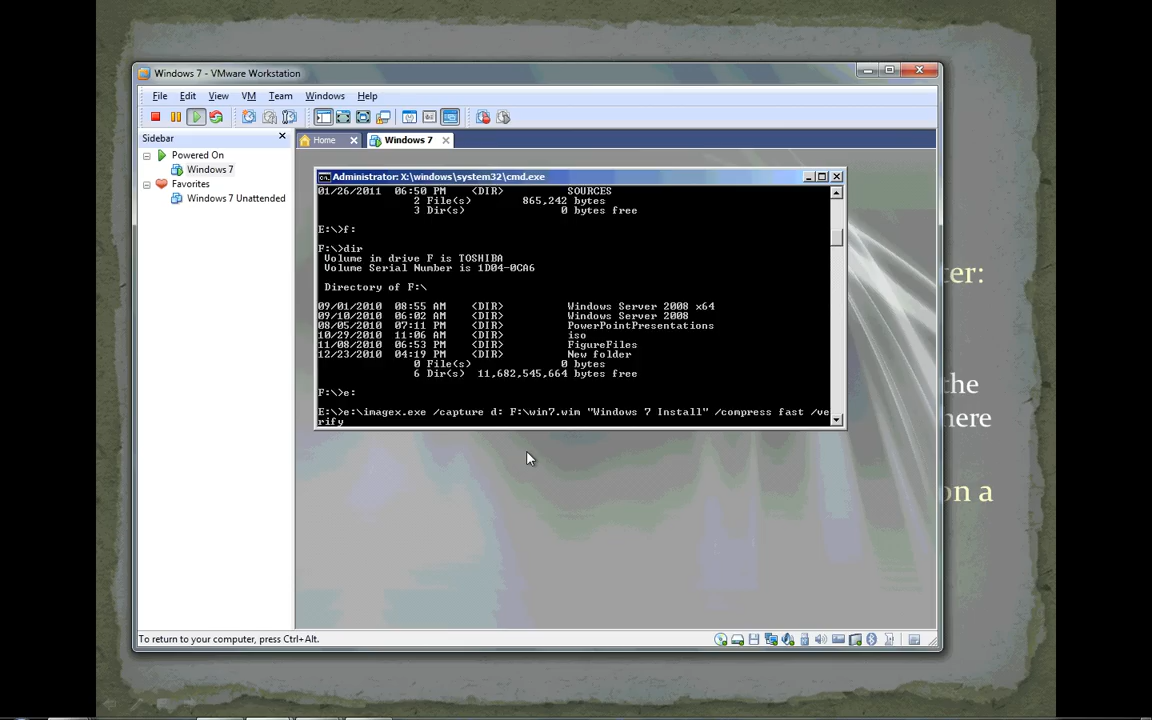 Windows 7 - VMware Workstation
File Edit View VM Team Windows Help
Sidebar
Powered On
Windows 7
Favorites
Windows 7 Unattended
Home Windows 7
Administrator: X:\windows\system32\cmd.exe
01/26/2011 06:50 PM <DIR> SOURCES
2 File(s) 865,242 bytes
3 Dir(s) 0 bytes free
E:\>f:
F:\>dir
Volume in drive F is TOSHIBA
Volume Serial Number is 1D04-0CA6
Directory of F:\
09/01/2010 08:55 AM <DIR> Windows Server 2008 x64
09/10/2010 06:02 AM <DIR> Windows Server 2008
08/05/2010 07:11 PM <DIR> PowerPointPresentations
10/29/2010 11:06 AM <DIR> iso
11/08/2010 06:53 PM <DIR> FigureFiles
12/23/2010 04:19 PM <DIR> New folder
0 File(s) 0 bytes
6 Dir(s) 11,682,545,664 bytes free
F:\>e:
E:\>e:\imagex.exe /capture d: F:\win7.wim "Windows 7 Install" /compress fast /ve
rify
To return to your computer, press Ctrl+Alt.
ter:
the
here
on a